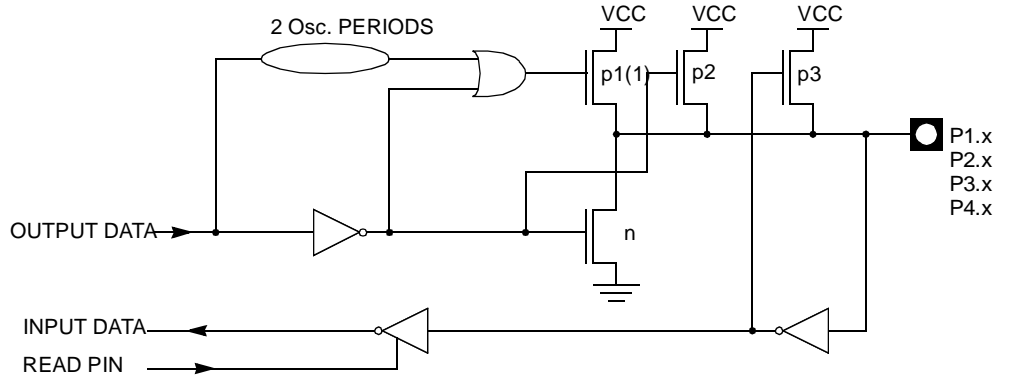 2 Osc. PERIODS
VCC
VCC
VCC
p1(1)
p2
p3
P1.x
P2.x
P3.x
P4.x
OUTPUT DATA
n
INPUT DATA
READ PIN